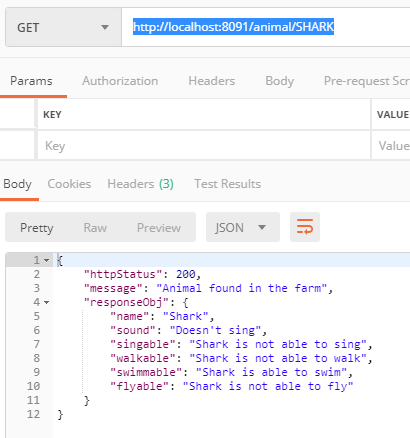 GET http://localhost:8091/animal/SHARK
Params Authorization Headers Body Pre-request Scr
KEY VALUE
Key Value
Body Cookies Headers (3) Test Results
Pretty Raw Preview JSON
1 {
2 "httpStatus": 200,
3 "message": "Animal found in the farm",
4 "responseObj": {
5 "name": "Shark",
6 "sound": "Doesn't sing",
7 "singable": "Shark is not able to sing",
8 "walkable": "Shark is not able to walk",
9 "swimmable": "Shark is able to swim",
10 "flyable": "Shark is not able to fly"
11 }
12 }